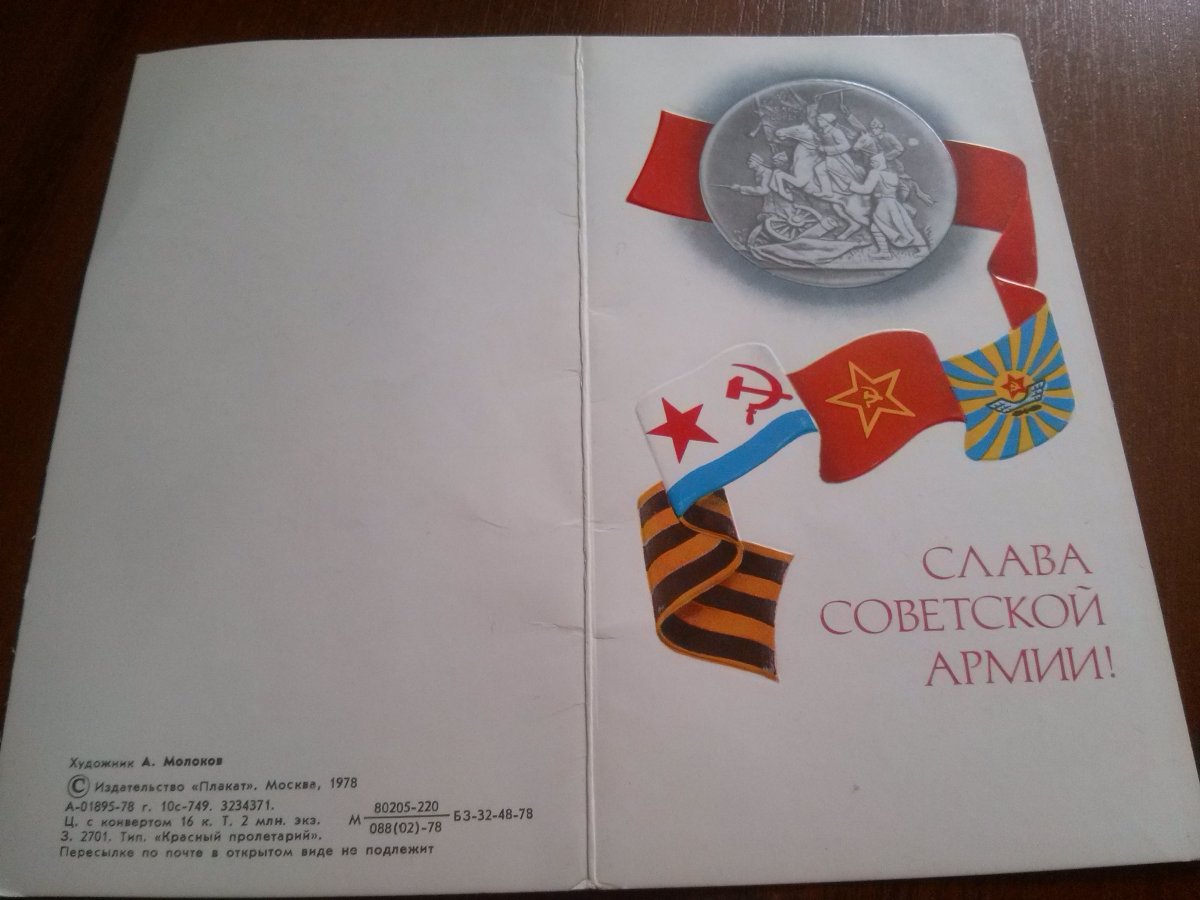 Художник А. Молоков
© Издательство «Плакат». Москва, 1978
А-01895-78 г. 10с-749. 3234371.
Ц. с конвертом 16 к. Т. 2 млн. экз.
З. 2701. Тип. «Красный пролетарий».
Пересылке по почте в открытом виде не подлежит
М 80205-220
088(02)-78 БЗ-32-48-78
СЛАВА
СОВЕТСКОЙ
АРМИИ!